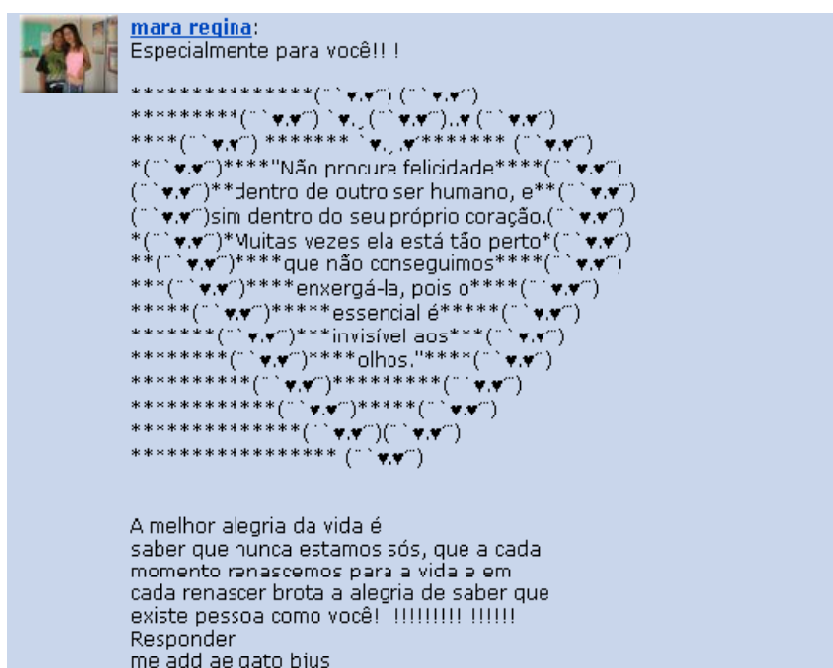 mara regina:
Especialmente para você!! !
***************(¨`♥.♥´¨) (¨`♥.♥´¨)
*********(¨`♥.♥´¨) `♥.¸(¨`♥.♥´¨)..♥ (¨`♥.♥´¨)
****(¨`♥.♥´¨) ******* `♥.¸.♥´******* (¨`♥.♥´¨)
*(¨`♥.♥´¨)****"Não procure felicidade****(¨`♥.♥´¨)
(¨`♥.♥´¨)**dentro de outro ser humano, e**(¨`♥.♥´¨)
(¨`♥.♥´¨)sim dentro do seu próprio coração.(¨`♥.♥´¨)
*(¨`♥.♥´¨)*Muitas vezes ela está tão perto*(¨`♥.♥´¨)
**(¨`♥.♥´¨)****que não conseguimos****(¨`♥.♥´¨)
***(¨`♥.♥´¨)****enxergá-la, pois o****(¨`♥.♥´¨)
*****(¨`♥.♥´¨)*****essencial é*****(¨`♥.♥´¨)
*******(¨`♥.♥´¨)***invisível aos***(¨`♥.♥´¨)
********(¨`♥.♥´¨)****olhos."****(¨`♥.♥´¨)
**********(¨`♥.♥´¨)*********(¨`♥.♥´¨)
************(¨`♥.♥´¨)*****(¨`♥.♥´¨)
**************(¨`♥.♥´¨)(¨`♥.♥´¨)
***************** (¨`♥.♥´¨)
A melhor alegria da vida é
saber que nunca estamos sós, que a cada
momento renascemos para a vida e em
cada renascer brota a alegria de saber que
existe pessoa como você! !!!!!!!!! !!!!!!
Responder
me add ae gato bjus